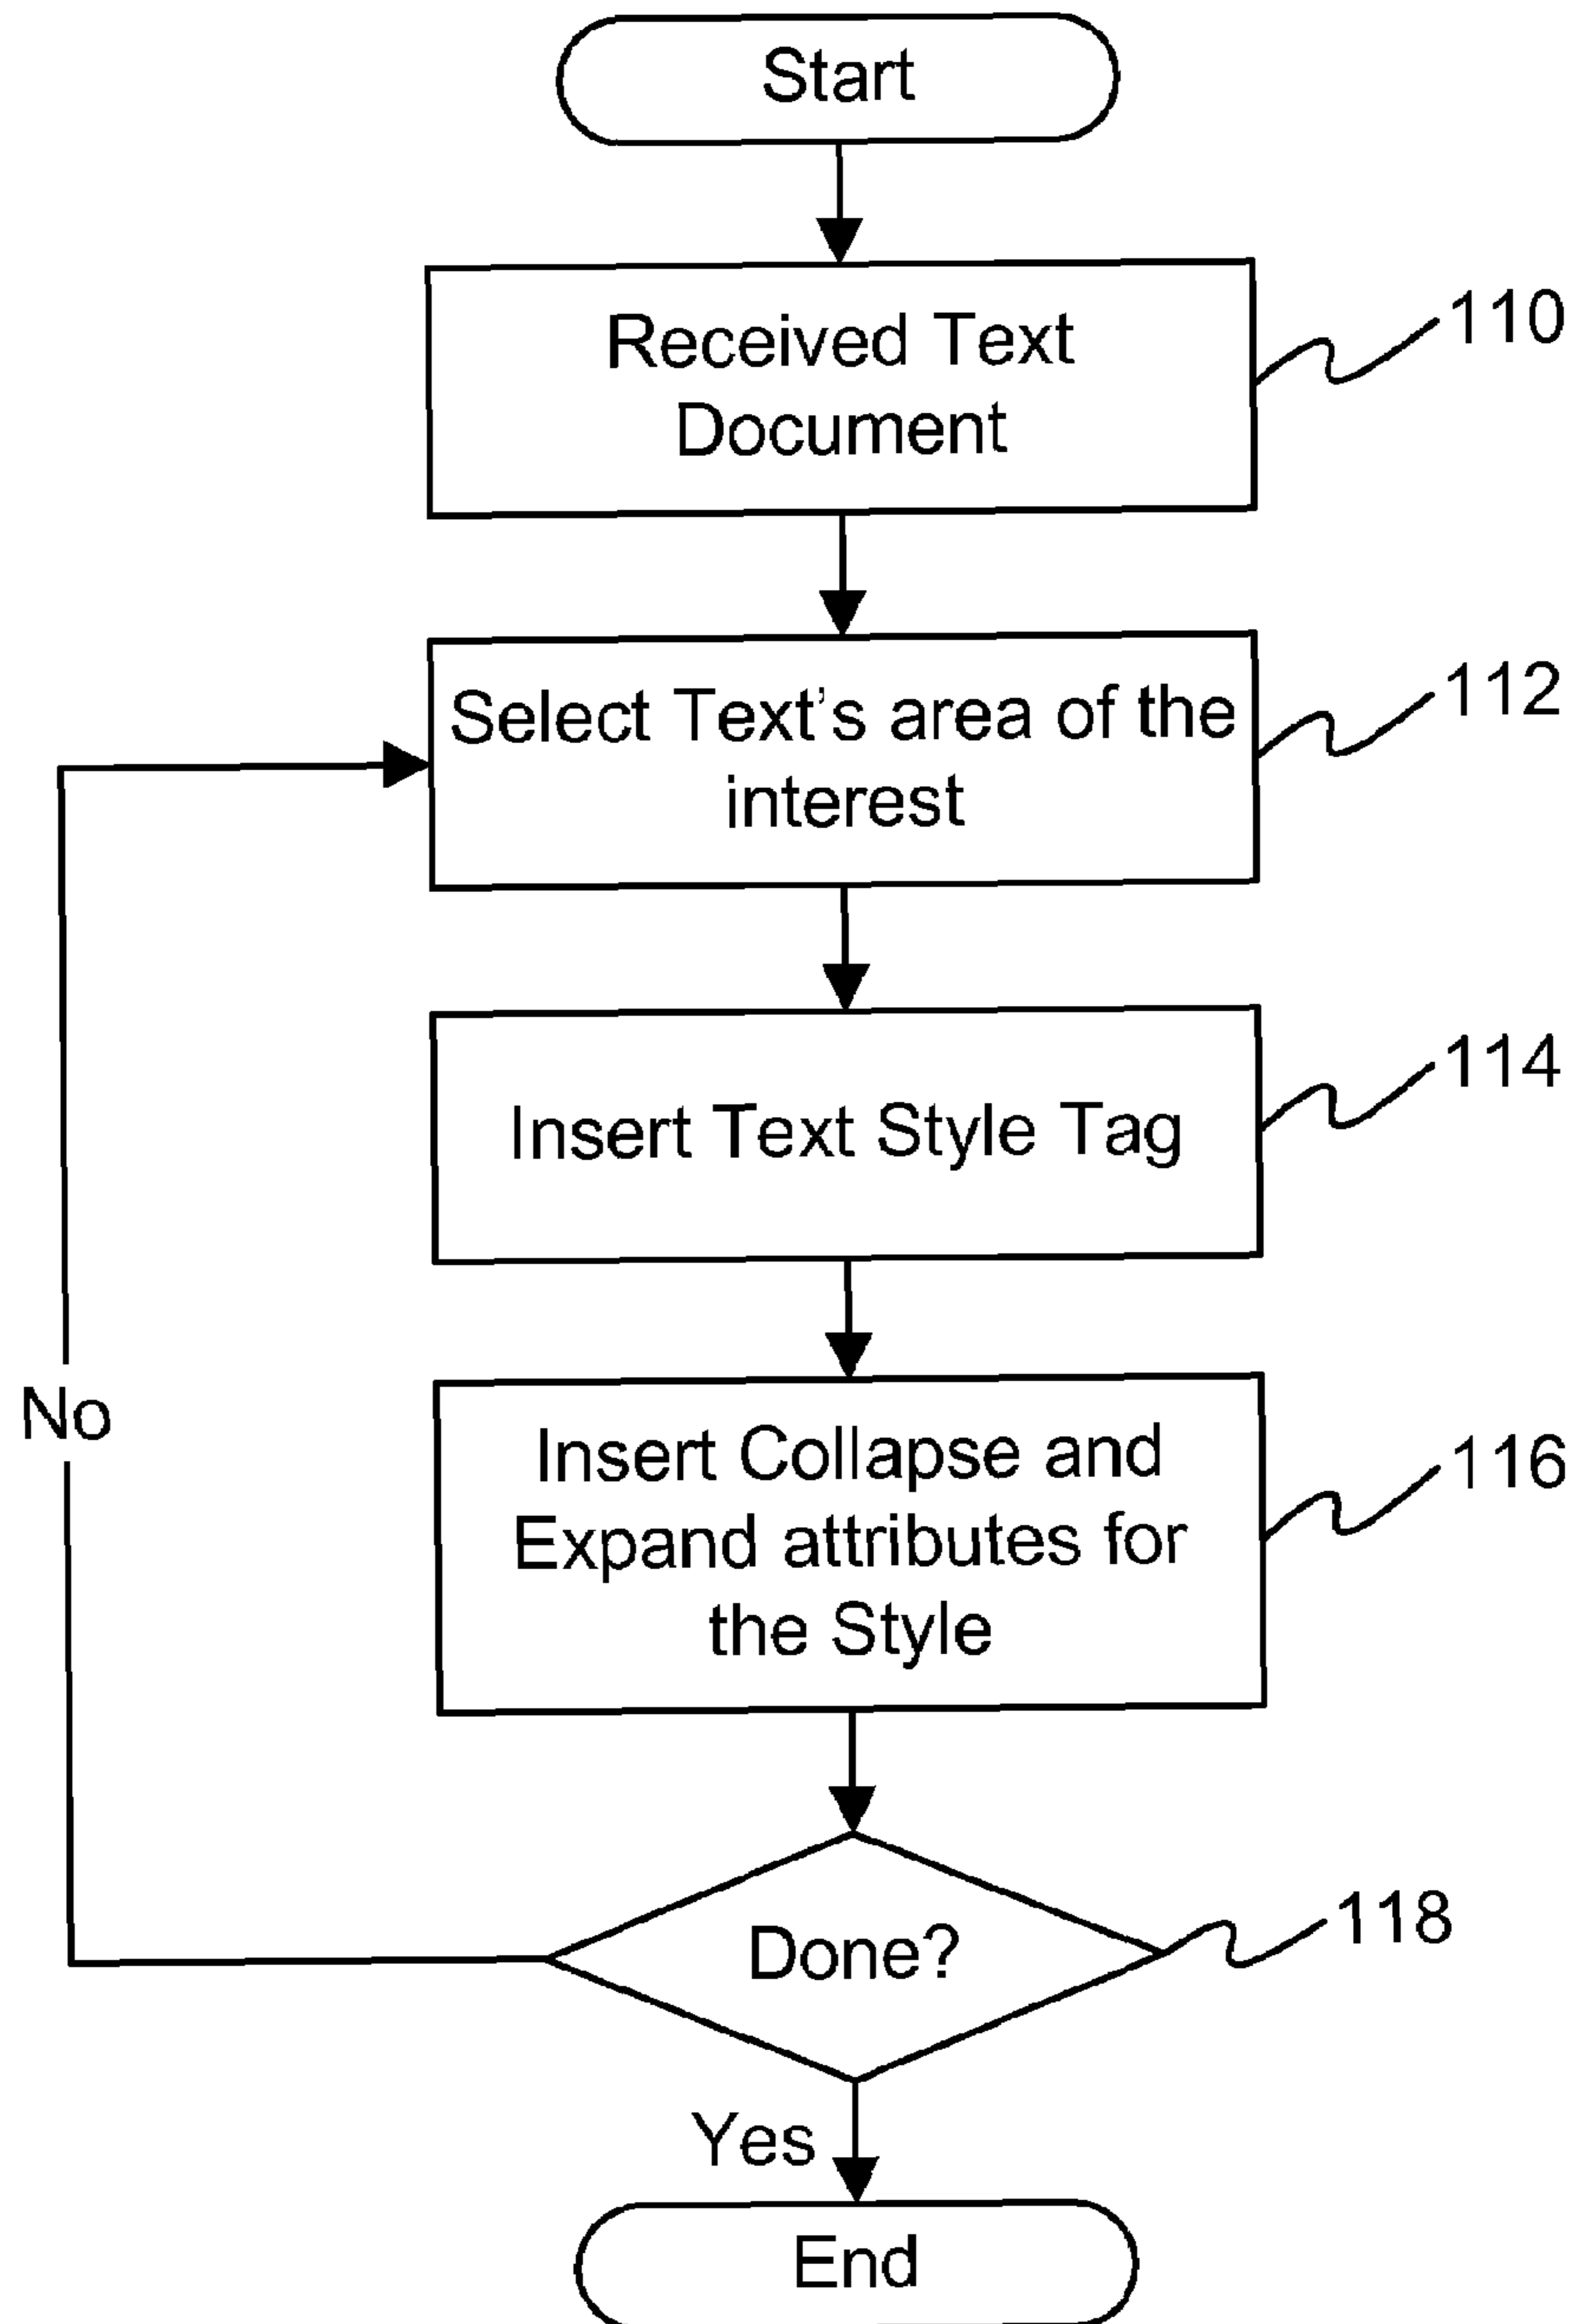 Start
Received Text
Document
110
Select Text's area of the
interest
112
Insert Text Style Tag
114
Insert Collapse and
Expand attributes for
the Style
116
No
Done?
118
Yes
End